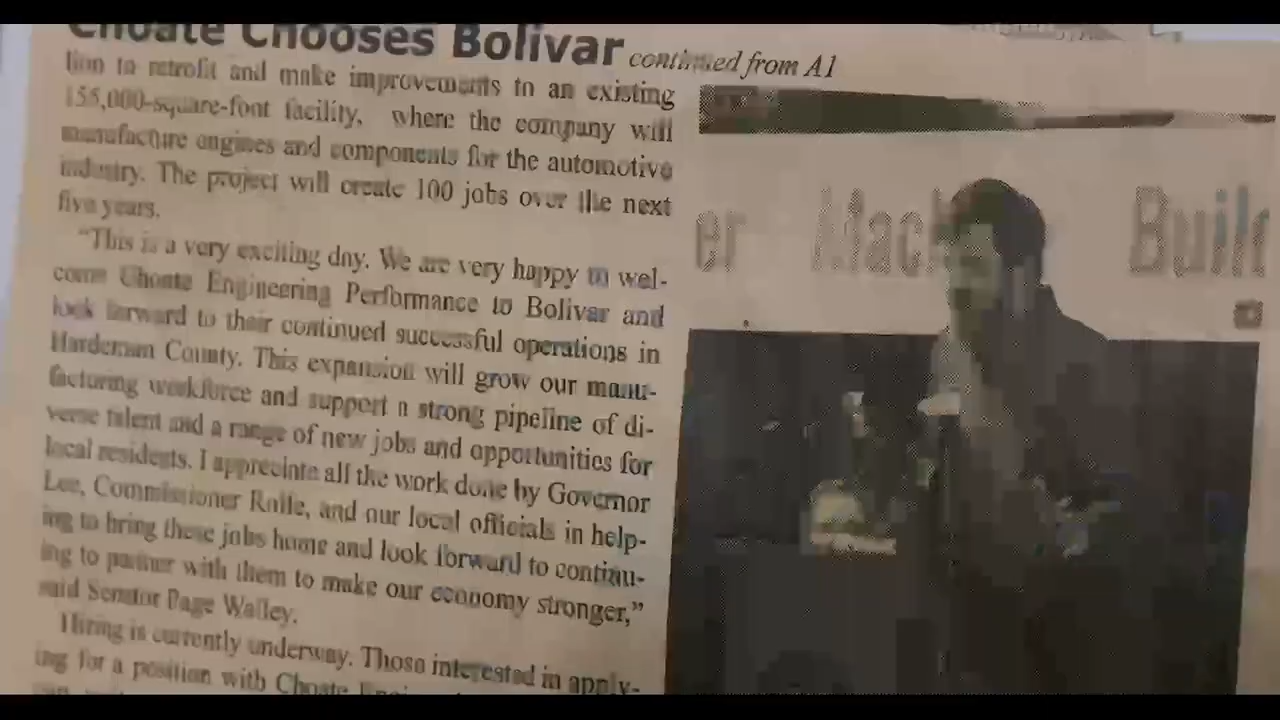 Choate Chooses Bolivar continued from A1
lion to retrofit and make improvements to an existing
155,000-square-foot facility, where the company will
manufacture engines and components for the automotive
industry. The project will create 100 jobs over the next
five years.
"This is a very exciting day. We are very happy to wel-
come Choate Engineering Performance to Bolivar and
look forward to their continued successful operations in
Hardeman County. This expansion will grow our manu-
facturing workforce and support a strong pipeline of di-
verse talent and a range of new jobs and opportunities for
local residents. I appreciate all the work done by Governor
Lee, Commissioner Rolfe, and our local officials in help-
ing to bring these jobs home and look forward to continu-
ing to partner with them to make our economy stronger,"
said Senator Page Walley.
Hiring is currently underway. Those interested in apply-
ing for a position with Choate
er Mach Buil